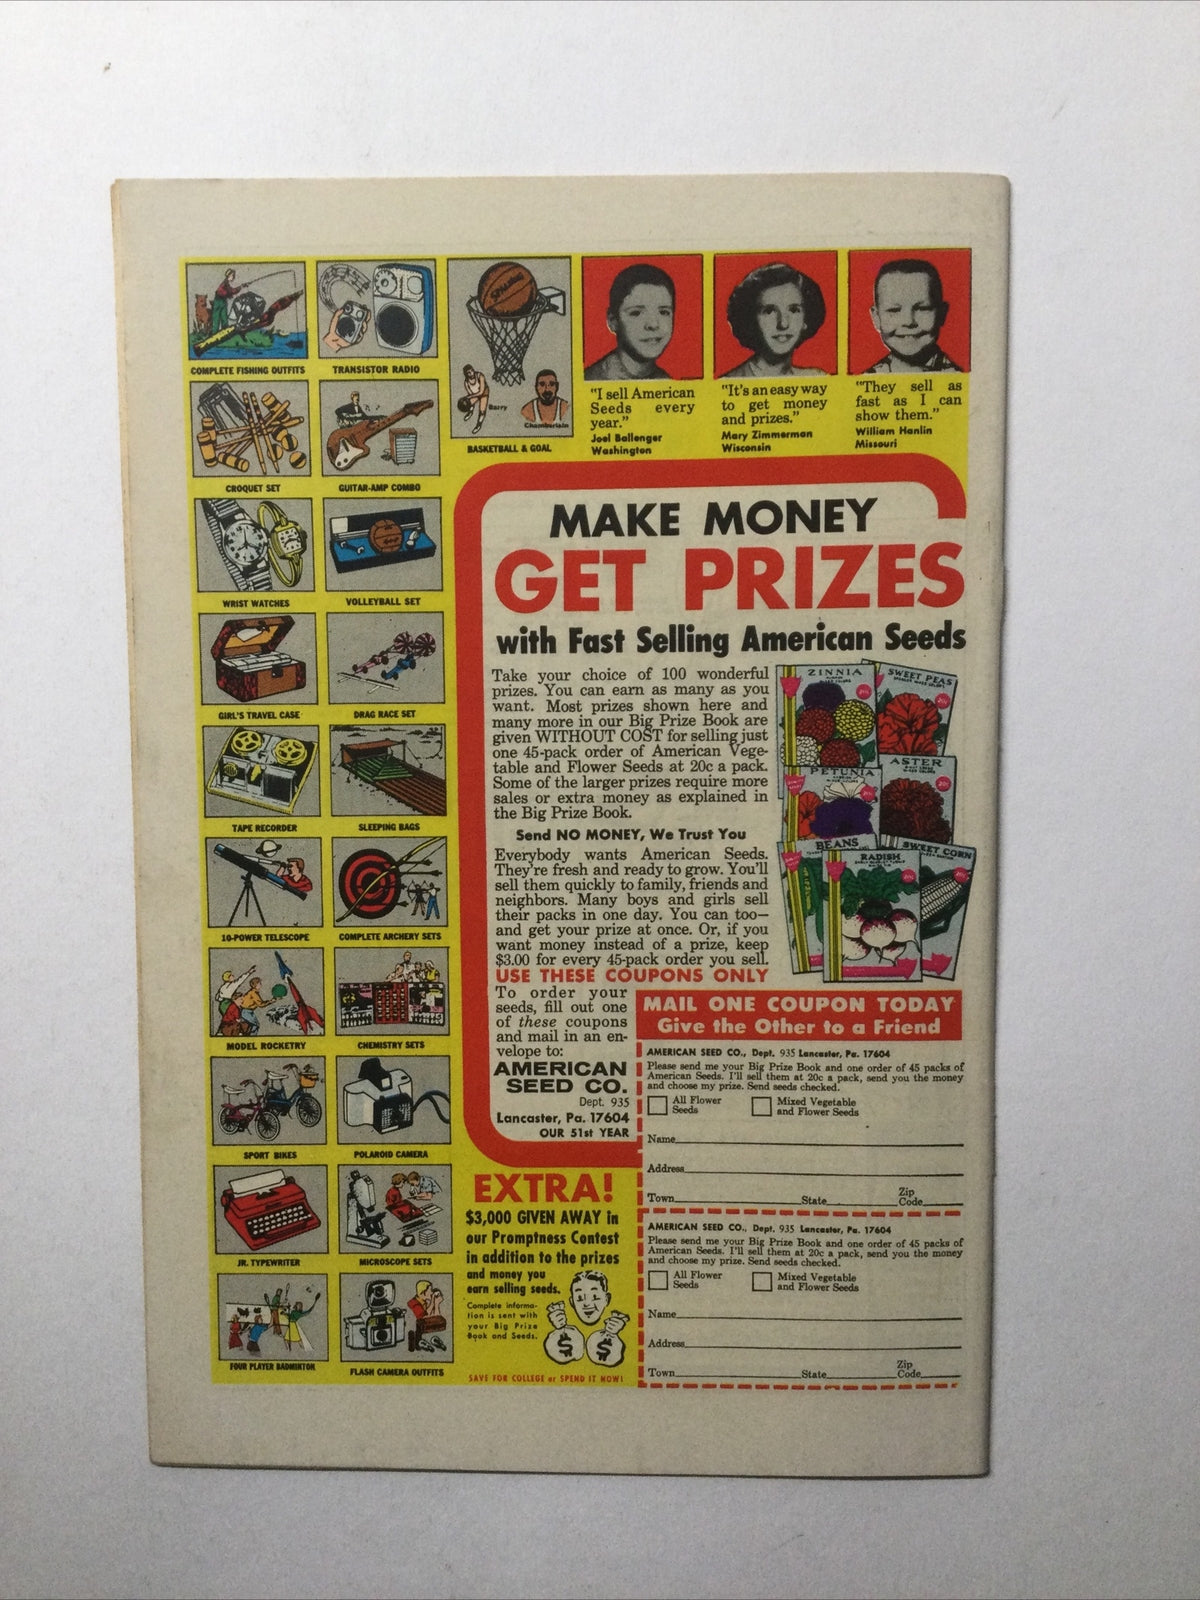 COMPLETE FISHING OUTFITS
TRANSISTOR RADIO
SPALDING
Barry
Chamberlain
BASKETBALL & GOAL
CROQUET SET
GUITAR-AMP COMBO
WRIST WATCHES
VOLLEYBALL SET
GIRL'S TRAVEL CASE
DRAG RACE SET
TAPE RECORDER
SLEEPING BAGS
10-POWER TELESCOPE
COMPLETE ARCHERY SETS
MODEL ROCKETRY
CHEMISTRY SETS
SPORT BIKES
POLAROID CAMERA
JR. TYPEWRITER
MICROSCOPE SETS
FOUR PLAYER BADMINTON
FLASH CAMERA OUTFITS
"I sell American
Seeds every
year."
Joel Ballenger
Washington
"It's an easy way
to get money
and prizes."
Mary Zimmerman
Wisconsin
"They sell as
fast as I can
show them."
William Hanlin
Missouri
MAKE MONEY
GET PRIZES
with Fast Selling American Seeds
Take your choice of 100 wonderful
prizes. You can earn as many as you
want. Most prizes shown here and
many more in our Big Prize Book are
given WITHOUT COST for selling just
one 45-pack order of American Vege-
table and Flower Seeds at 20c a pack.
Some of the larger prizes require more
sales or extra money as explained in
the Big Prize Book.
Send NO MONEY, We Trust You
Everybody wants American Seeds.
They're fresh and ready to grow. You'll
sell them quickly to family, friends and
neighbors. Many boys and girls sell
their packs in one day. You can too—
and get your prize at once. Or, if you
want money instead of a prize, keep
$3.00 for every 45-pack order you sell.
USE THESE COUPONS ONLY
To order your
seeds, fill out one
of these coupons
and mail in an en-
velope to:
AMERICAN
SEED CO.
Dept. 935
Lancaster, Pa. 17604
OUR 51st YEAR
ZINNIA
SWEET PEAS
PETUNIA
ASTER
BEANS
RADISH
SWEET CORN
MAIL ONE COUPON TODAY
Give the Other to a Friend
AMERICAN SEED CO., Dept. 935 Lancaster, Pa. 17604
Please send me your Big Prize Book and one order of 45 packs of
American Seeds. I'll sell them at 20c a pack, send you the money
and choose my prize. Send seeds checked.
All Flower
Seeds
Mixed Vegetable
and Flower Seeds
Name
Address
Town State Zip Code
AMERICAN SEED CO., Dept. 935 Lancaster, Pa. 17604
Please send me your Big Prize Book and one order of 45 packs of
American Seeds. I'll sell them at 20c a pack, send you the money
and choose my prize. Send seeds checked.
All Flower
Seeds
Mixed Vegetable
and Flower Seeds
Name
Address
Town State Zip Code
EXTRA!
$3,000 GIVEN AWAY in
our Promptness Contest
in addition to the prizes
and money you
earn selling seeds.
Complete informa-
tion is sent with
your Big Prize
Book and Seeds.
$ $
SAVE FOR COLLEGE or SPEND IT NOW!